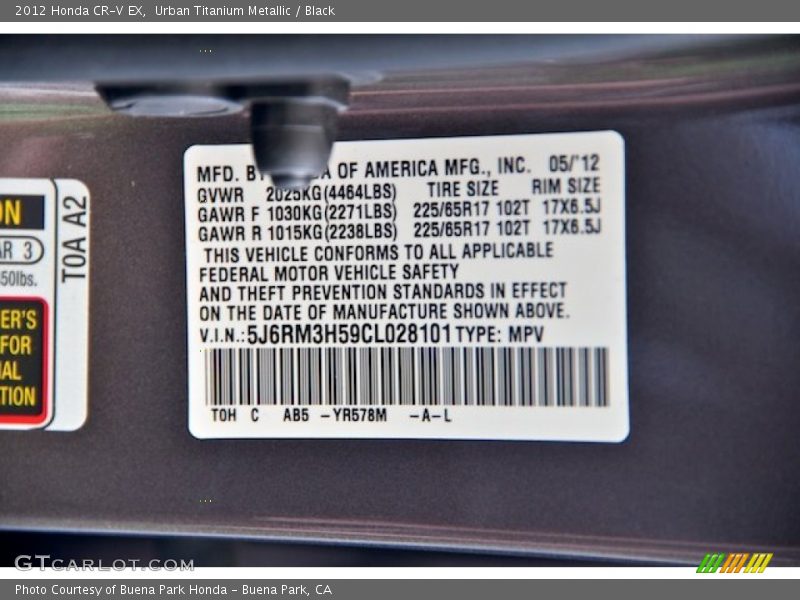 2012 Honda CR-V EX, Urban Titanium Metallic / Black
MFD. BY OF AMERICA MFG., INC. 05/'12
GVWR 2025KG(4464LBS) TIRE SIZE RIM SIZE
GAWR F 1030KG(2271LBS) 225/65R17 102T 17X6.5J
GAWR R 1015KG(2238LBS) 225/65R17 102T 17X6.5J
THIS VEHICLE CONFORMS TO ALL APPLICABLE
FEDERAL MOTOR VEHICLE SAFETY
AND THEFT PREVENTION STANDARDS IN EFFECT
ON THE DATE OF MANUFACTURE SHOWN ABOVE.
V.I.N.:5J6RM3H59CL028101 TYPE: MPV
TOH C AB5 -YR578M -A-L
ON
AR 3
50lbs.
ER'S
FOR
AL
TION
T0A A2
GTCARLOT.COM
Photo Courtesy of Buena Park Honda - Buena Park, CA